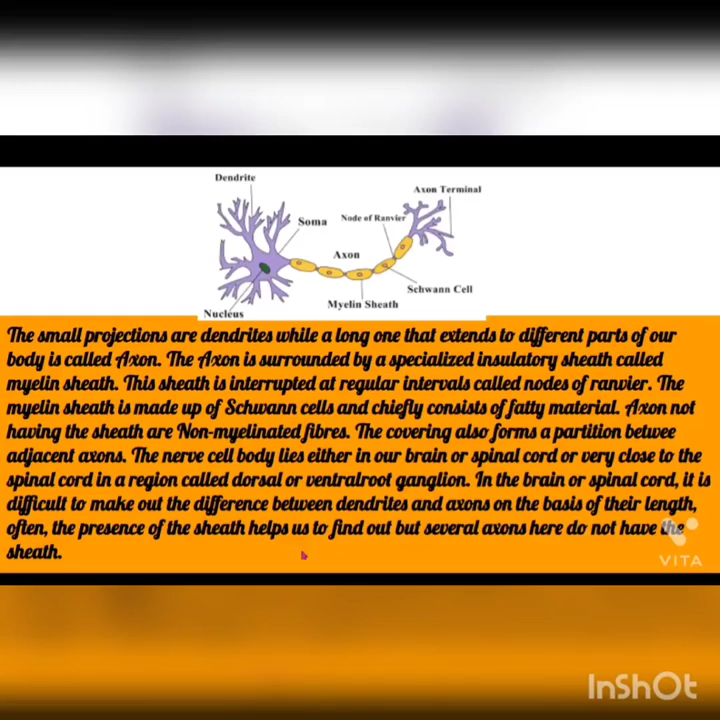 Dendrite
Axon Terminal
Soma
Node of Ranvier
Axon
Schwann Cell
Myelin Sheath
Nucleus
The small projections are dendrites while a long one that extends to different parts of our
body is called Axon. The Axon is surrounded by a specialized insulatory sheath called
myelin sheath. This sheath is interrupted at regular intervals called nodes of ranvier. The
myelin sheath is made up of Schwann cells and chiefly consists of fatty material. Axon not
having the sheath are Non-myelinated fibres. The covering also forms a partition betwee
adjacent axons. The nerve cell body lies either in our brain or spinal cord or very close to the
spinal cord in a region called dorsal or ventralroot ganglion. In the brain or spinal cord, it is
difficult to make out the difference between dendrites and axons on the basis of their length,
often, the presence of the sheath helps us to find out but several axons here do not have the
sheath.
VITA
InShOt